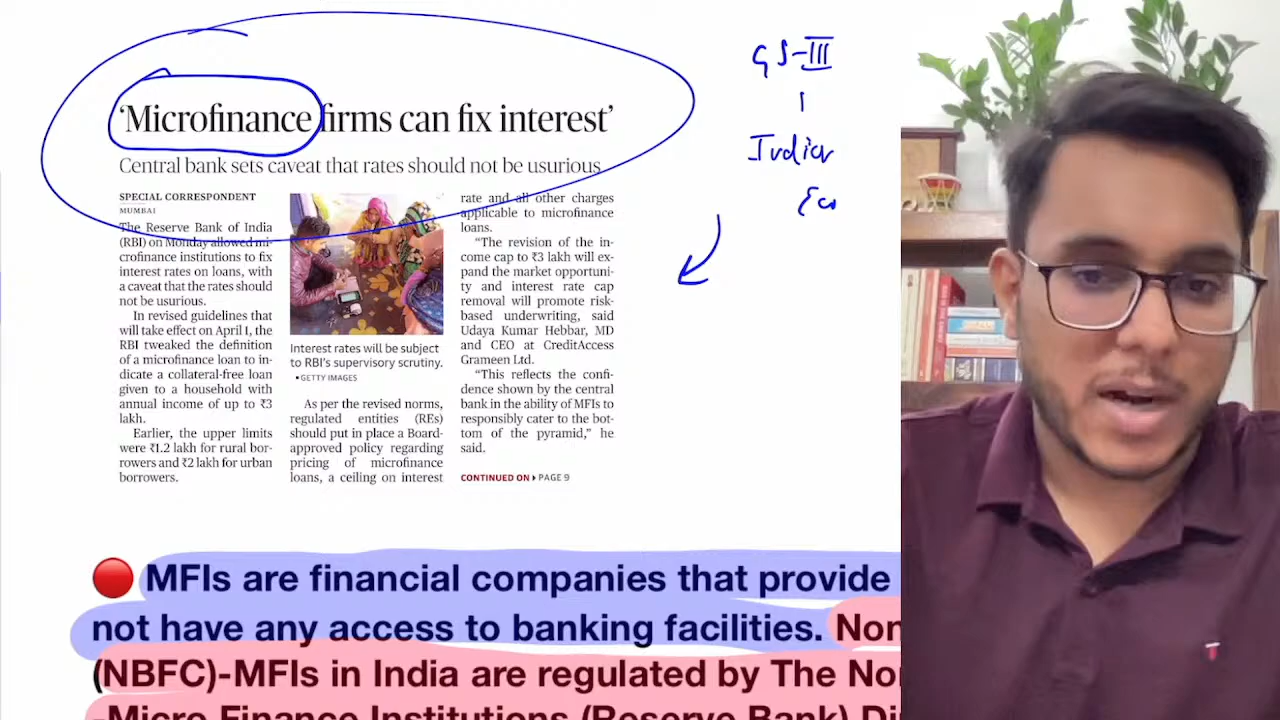 'Microfinance firms can fix interest'
Central bank sets caveat that rates should not be usurious
SPECIAL CORRESPONDENT
MUMBAI
The Reserve Bank of India
(RBI) on Monday allowed mi-
crofinance institutions to fix
interest rates on loans, with
a caveat that the rates should
not be usurious.
In revised guidelines that
will take effect on April 1, the
RBI tweaked the definition
of a microfinance loan to in-
dicate a collateral-free loan
given to a household with
annual income of up to ₹3
lakh.
Earlier, the upper limits
were ₹1.2 lakh for rural bor-
rowers and ₹2 lakh for urban
borrowers.
Interest rates will be subject
to RBI's supervisory scrutiny.
• GETTY IMAGES
As per the revised norms,
regulated entities (REs)
should put in place a Board-
approved policy regarding
pricing of microfinance
loans, a ceiling on interest
rate and all other charges
applicable to microfinance
loans.
"The revision of the in-
come cap to ₹3 lakh will ex-
pand the market opportuni-
ty and interest rate cap
removal will promote risk-
based underwriting, said
Udaya Kumar Hebbar, MD
and CEO at CreditAccess
Grameen Ltd.
"This reflects the confi-
dence shown by the central
bank in the ability of MFIs to
responsibly cater to the bot-
tom of the pyramid," he
said.
CONTINUED ON ▸ PAGE 9
GS-III
Indian
Eco
MFIs are financial companies that provide
not have any access to banking facilities. Non
(NBFC)-MFIs in India are regulated by The No
-Micro Finance Institutions (Reserve Bank) Di